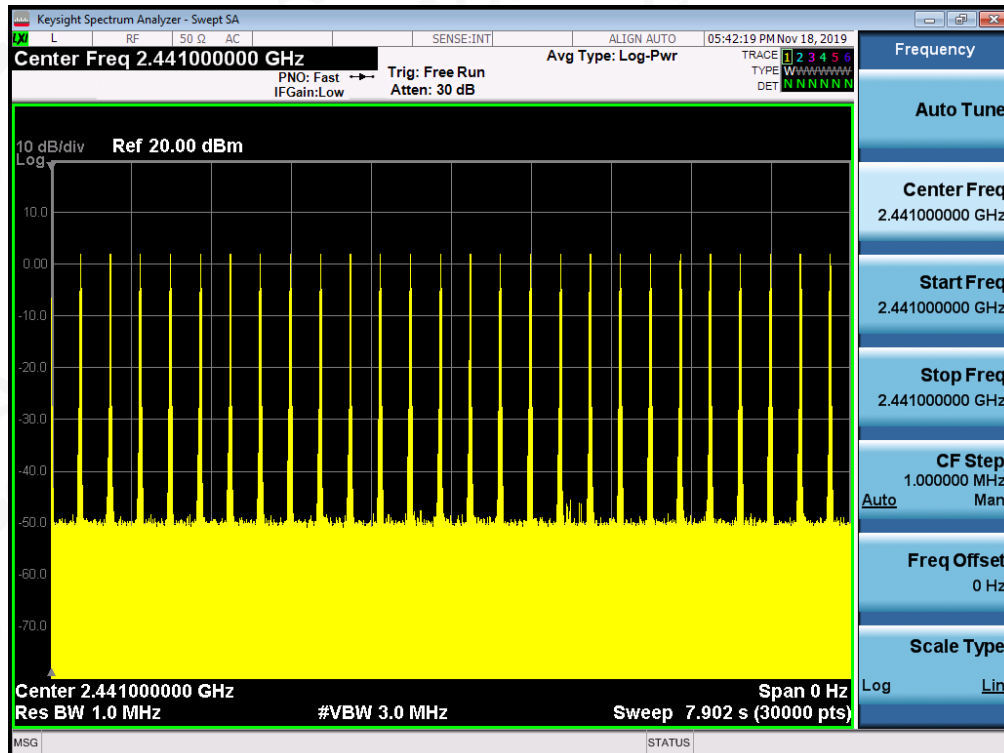 Keysight Spectrum Analyzer - Swept SA
LXI L RF 50 Ω AC SENSE:INT ALIGN AUTO 05:42:19 PM Nov 18, 2019
Center Freq 2.441000000 GHz
PNO: Fast
IFGain:Low
Trig: Free Run
Atten: 30 dB
Avg Type: Log-Pwr
TRACE 1 2 3 4 5 6
TYPE W W W W W W
DET N N N N N N
10 dB/div
Log
Ref 20.00 dBm
10.0
0.00
-10.0
-20.0
-30.0
-40.0
-50.0
-60.0
-70.0
Center 2.441000000 GHz
Span 0 Hz
Res BW 1.0 MHz
#VBW 3.0 MHz
Sweep 7.902 s (30000 pts)
MSG
STATUS
Frequency
Auto Tune
Center Freq
2.441000000 GHz
Start Freq
2.441000000 GHz
Stop Freq
2.441000000 GHz
CF Step
1.000000 MHz
Auto Man
Freq Offset
0 Hz
Scale Type
Log Lin